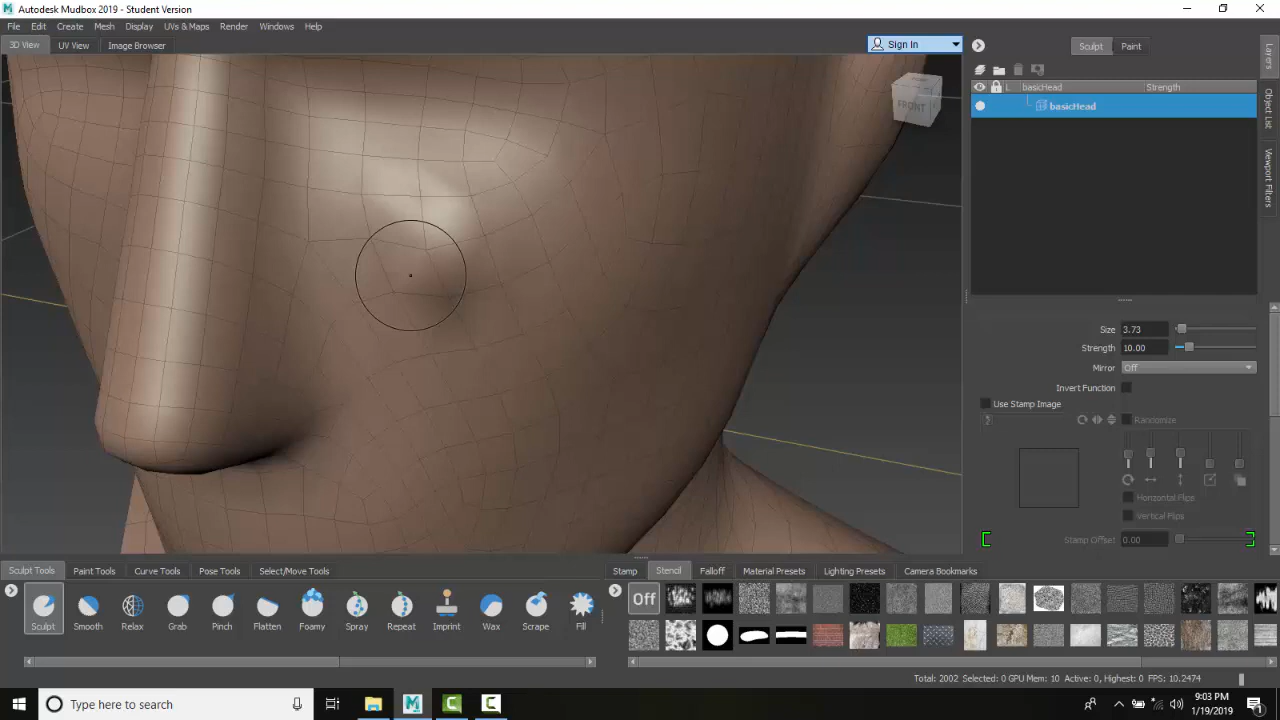 Autodesk Mudbox 2019 - Student Version
File Edit Create Mesh Display UVs & Maps Render Windows Help
3D View UV View Image Browser
Sign In
FRONT
Sculpt Paint
L basicHead Strength
basicHead
Layers
Object List
Viewport Filters
Size 3.73
Strength 10.00
Mirror Off
Invert Function
Use Stamp Image
Randomize
Horizontal Flips
Vertical Flips
Stamp Offset 0.00
Sculpt Tools Paint Tools Curve Tools Pose Tools Select/Move Tools
Stamp Stencil Falloff Material Presets Lighting Presets Camera Bookmarks
Off
Sculpt Smooth Relax Grab Pinch Flatten Foamy Spray Repeat Imprint Wax Scrape Fill
Total: 2002 Selected: 0 GPU Mem: 10 Active: 0, Highest: 0 FPS: 10.2474
Type here to search
9:03 PM
1/19/2019